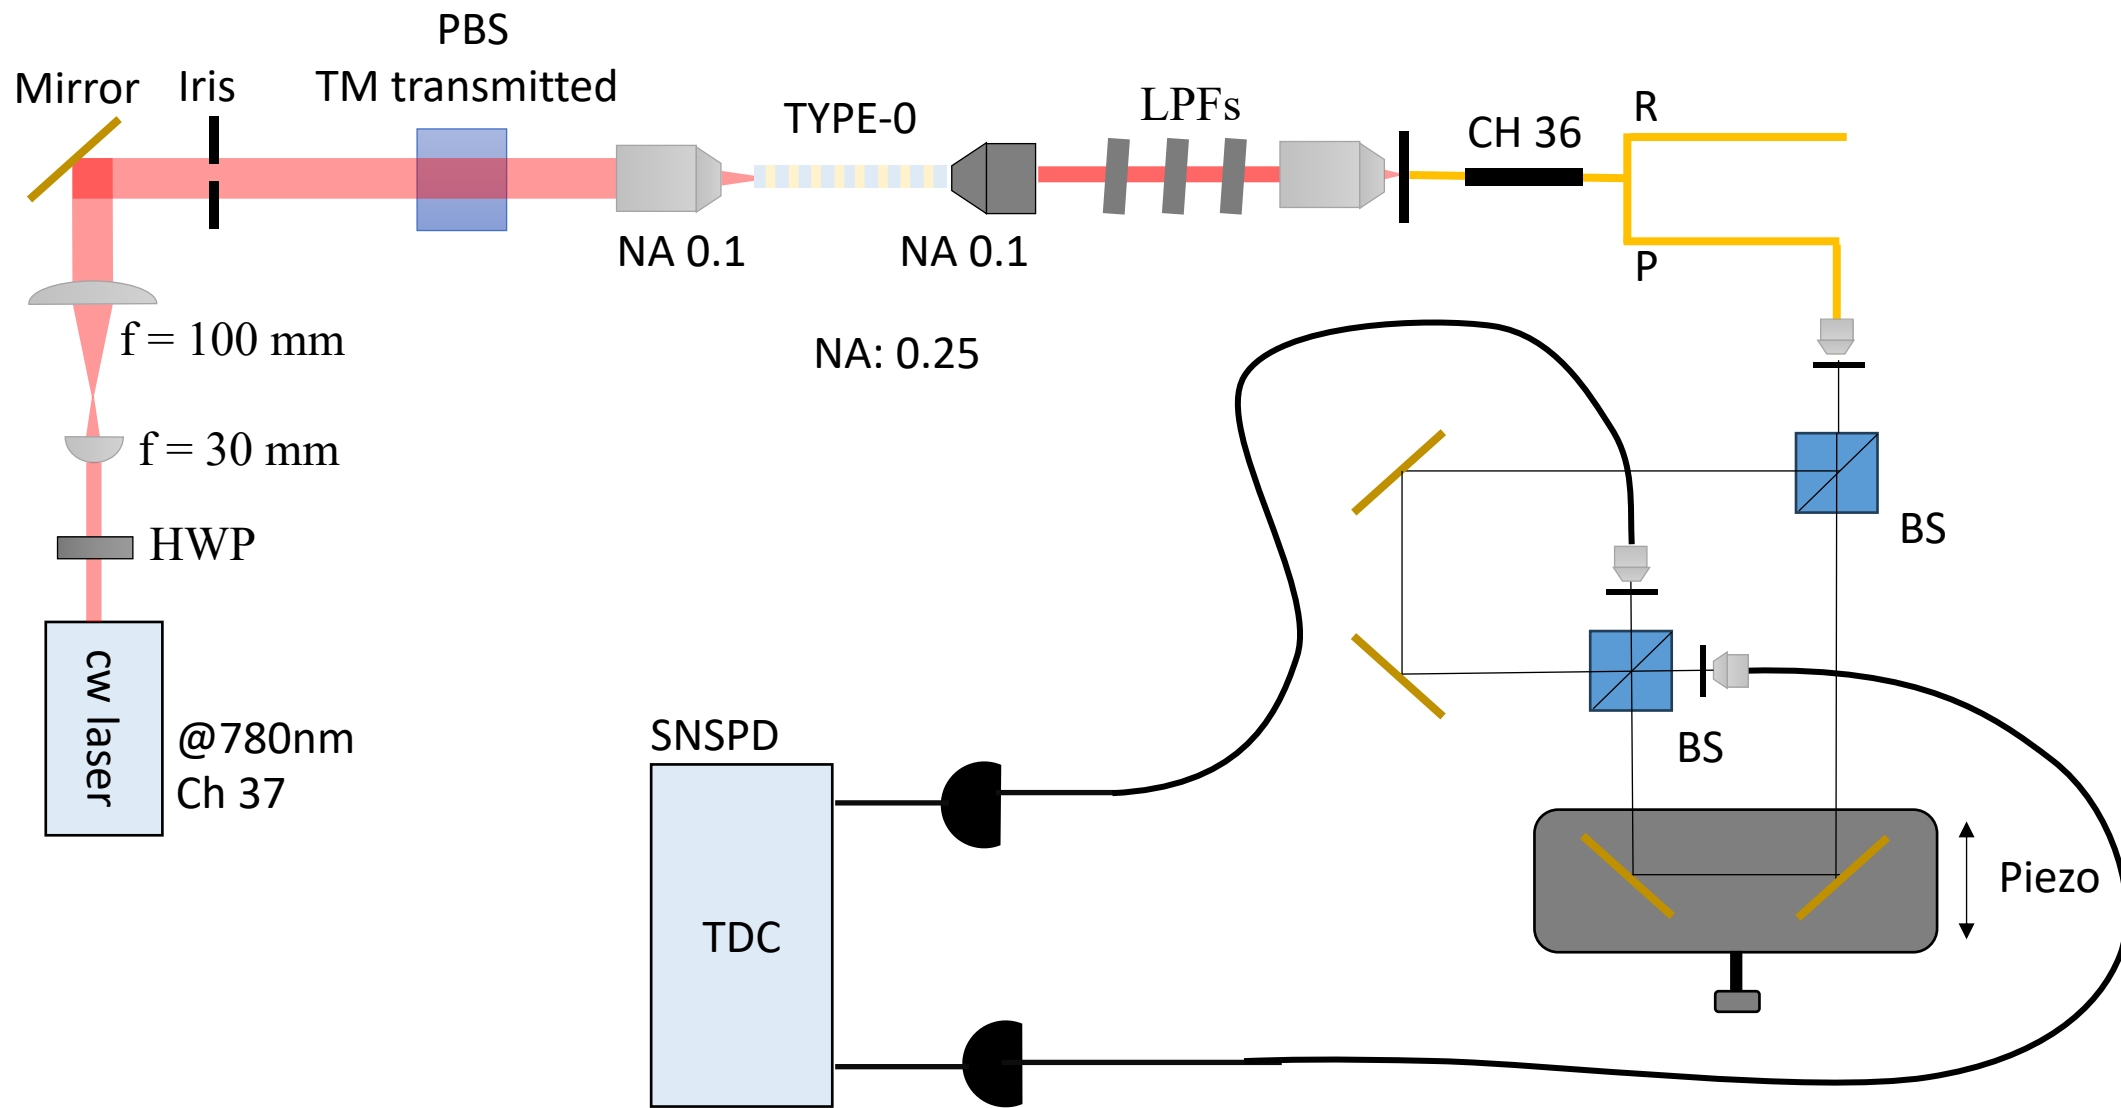 PBS
Mirror
Iris
TM transmitted
TYPE-0
LPFs
CH 36
R
NA 0.1
NA 0.1
P
f = 100 mm
NA: 0.25
f = 30 mm
HWP
BS
cw laser
@780nm
Ch 37
SNSPD
BS
TDC
Piezo